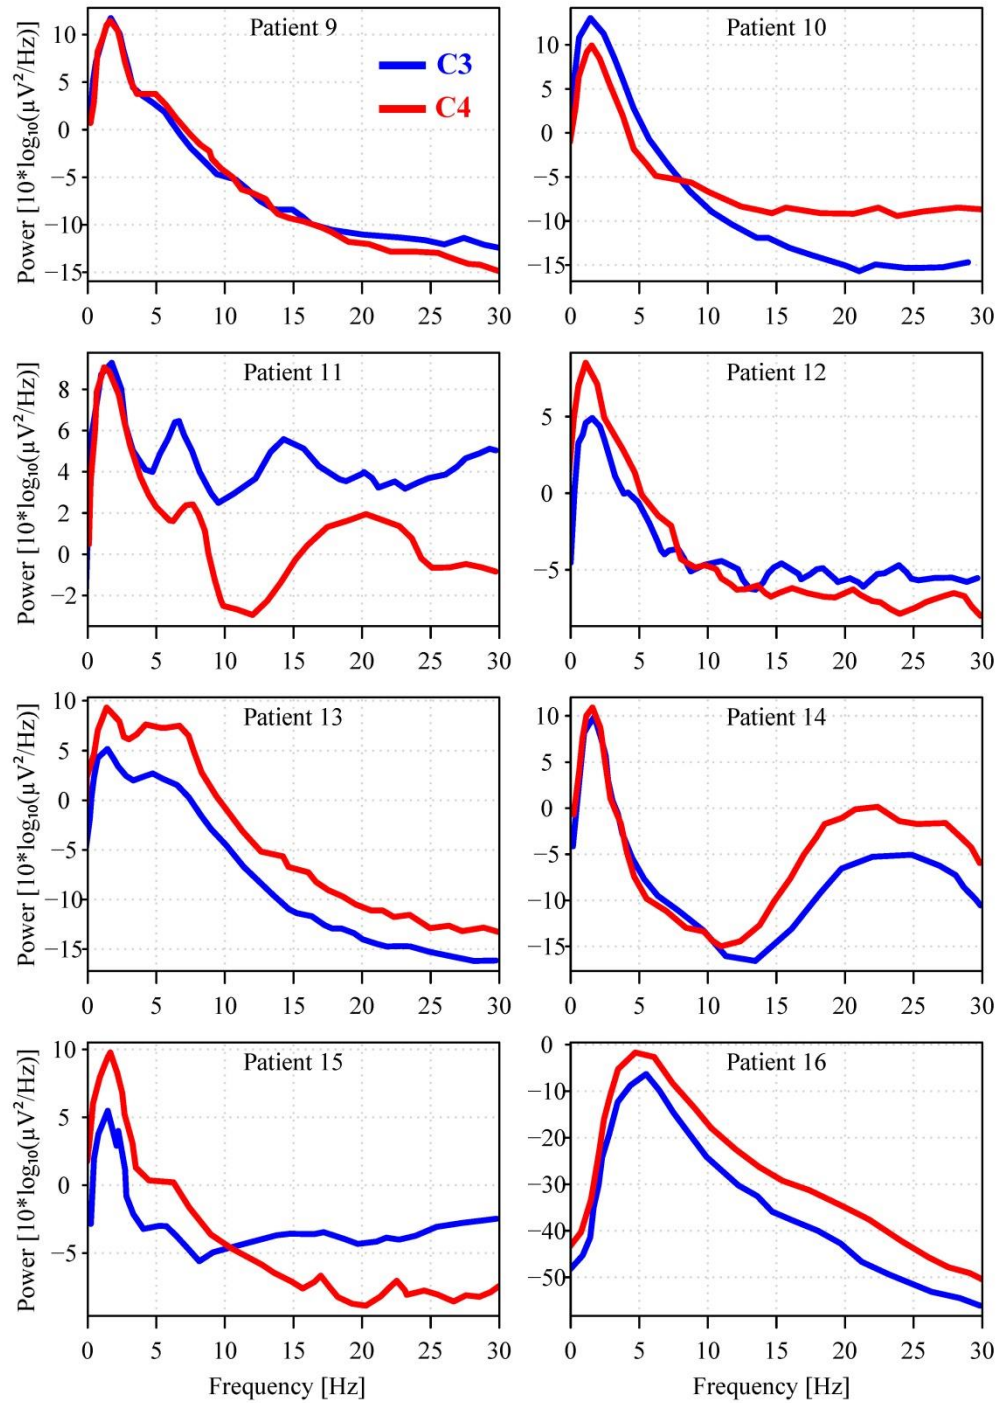 Patient 9
C3
C4
Power [10*log₁₀(µV²/Hz)]
10
5
0
−5
−10
−15
0 5 10 15 20 25 30
Patient 10
10
5
0
−5
−10
−15
0 5 10 15 20 25 30
Patient 11
Power [10*log₁₀(µV²/Hz)]
8
6
4
2
0
−2
0 5 10 15 20 25 30
Patient 12
5
0
−5
0 5 10 15 20 25 30
Patient 13
Power [10*log₁₀(µV²/Hz)]
10
5
0
−5
−10
−15
0 5 10 15 20 25 30
Patient 14
10
5
0
−5
−10
−15
0 5 10 15 20 25 30
Patient 15
Power [10*log₁₀(µV²/Hz)]
10
5
0
−5
0 5 10 15 20 25 30
Frequency [Hz]
Patient 16
0
−10
−20
−30
−40
−50
0 5 10 15 20 25 30
Frequency [Hz]